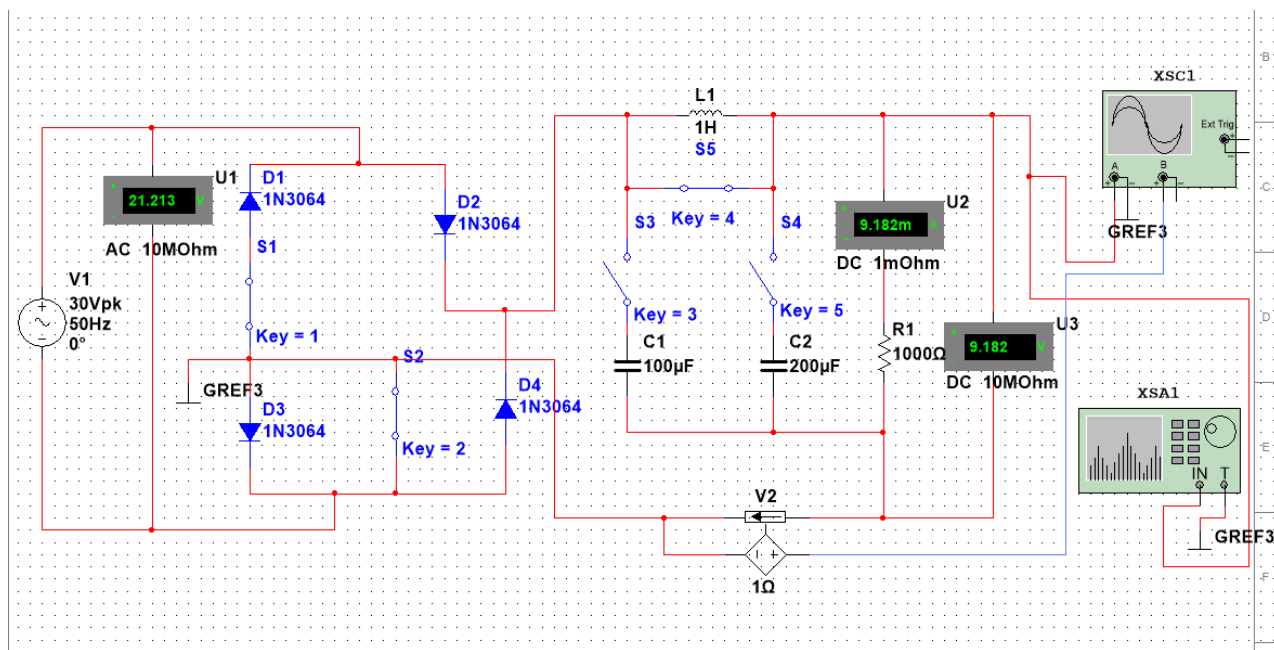 B
XSC1
L1
1H
Ext Trig
S5
A
B
C
U1
D1
21.213 V
1N3064
D2
S3
Key = 4
S4
U2
9.182m A
1N3064
GREF3
AC 10MOhm
S1
DC 1mOhm
V1
30Vpk
50Hz
0°
Key = 3
Key = 5
D
U3
Key = 1
C1
C2
R1
100µF
200µF
1000Ω
9.182 V
S2
DC 10MOhm
GREF3
D4
XSA1
D3
1N3064
1N3064
Key = 2
E
IN T
V2
GREF3
1Ω
F